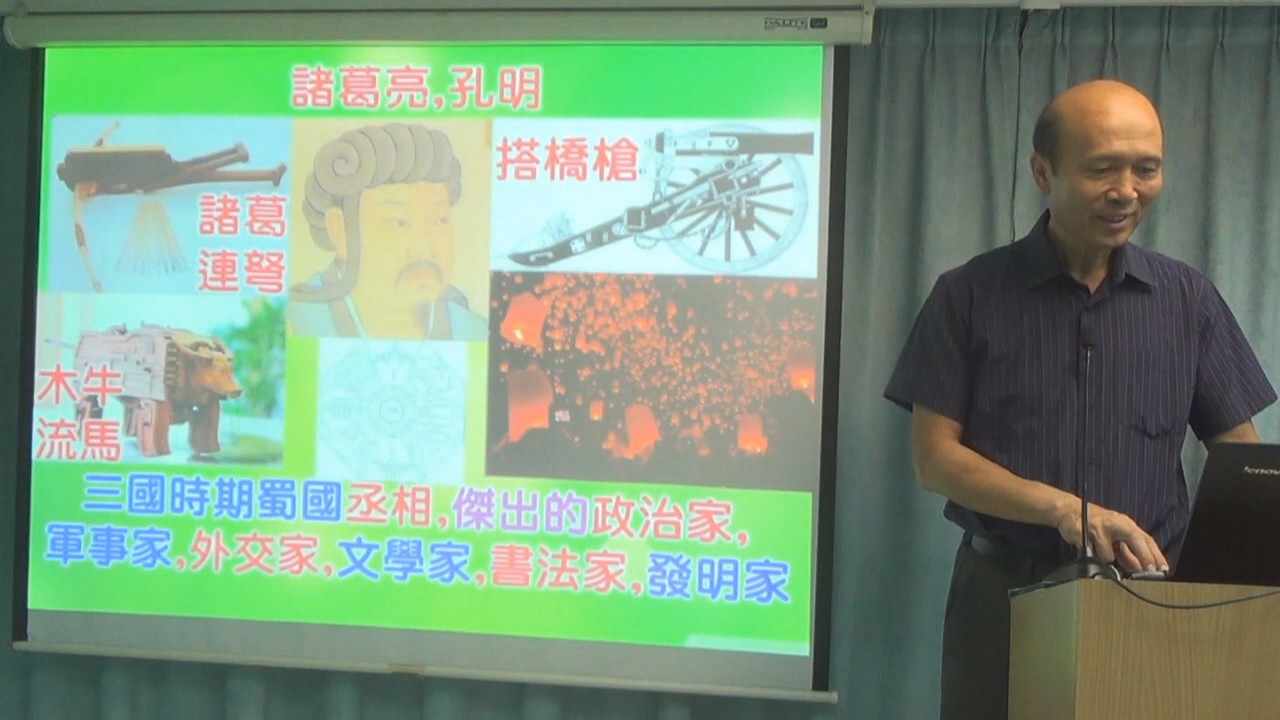 諸葛亮,孔明
諸葛
連弩
搭橋槍
木牛
流馬
三國時期蜀國丞相,傑出的政治家,
軍事家,外交家,文學家,書法家,發明家
lenovo